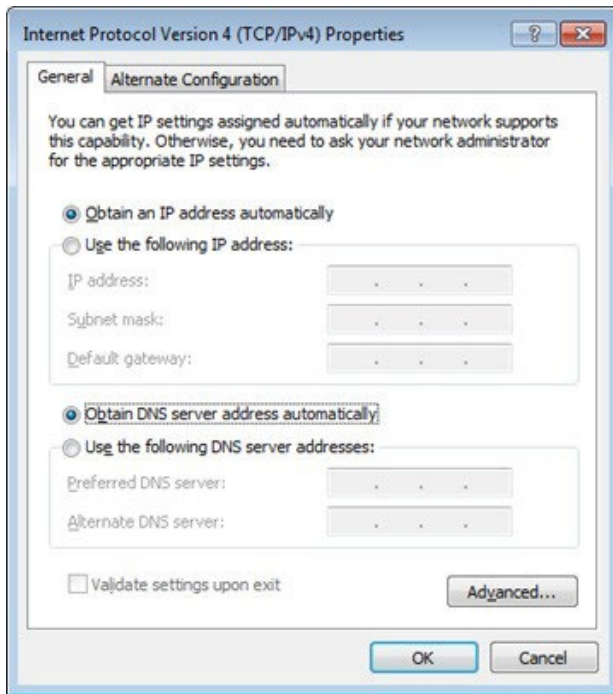 Internet Protocol Version 4 (TCP/IPv4) Properties
General
Alternate Configuration
You can get IP settings assigned automatically if your network supports
this capability. Otherwise, you need to ask your network administrator
for the appropriate IP settings.
Obtain an IP address automatically
Use the following IP address:
IP address:
Subnet mask:
Default gateway:
Obtain DNS server address automatically
Use the following DNS server addresses:
Preferred DNS server:
Alternate DNS server:
Validate settings upon exit
Advanced...
OK
Cancel